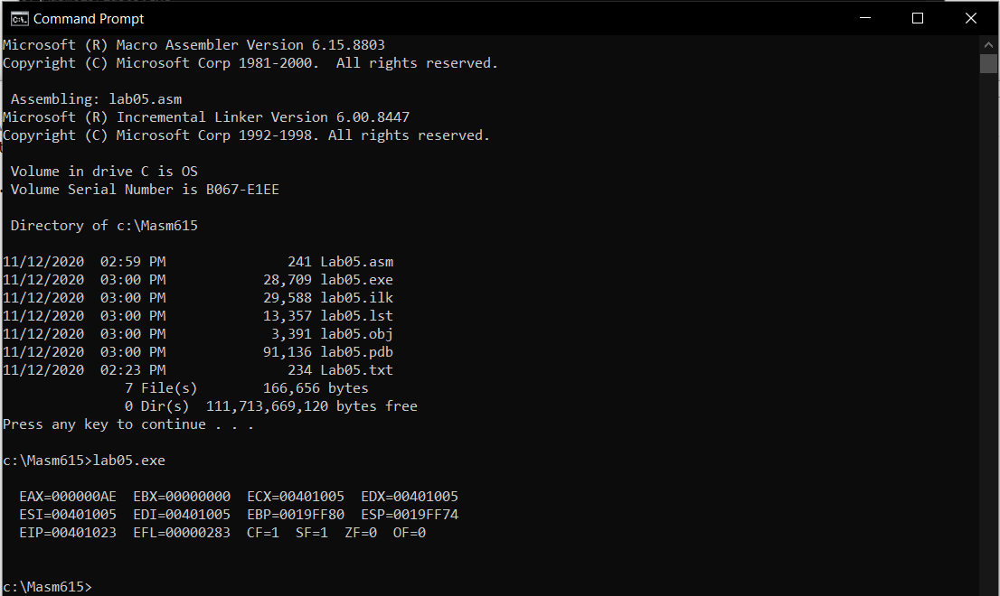 Command Prompt
Microsoft (R) Macro Assembler Version 6.15.8803
Copyright (C) Microsoft Corp 1981-2000.  All rights reserved.
 Assembling: lab05.asm
Microsoft (R) Incremental Linker Version 6.00.8447
Copyright (C) Microsoft Corp 1992-1998. All rights reserved.
 Volume in drive C is OS
 Volume Serial Number is B067-E1EE
 Directory of c:\Masm615
11/12/2020  02:59 PM               241 Lab05.asm
11/12/2020  03:00 PM            28,709 lab05.exe
11/12/2020  03:00 PM            29,588 lab05.ilk
11/12/2020  03:00 PM            13,357 lab05.lst
11/12/2020  03:00 PM             3,391 lab05.obj
11/12/2020  03:00 PM            91,136 lab05.pdb
11/12/2020  02:23 PM               234 Lab05.txt
               7 File(s)        166,656 bytes
               0 Dir(s)  111,713,669,120 bytes free
Press any key to continue . . .
c:\Masm615>lab05.exe
  EAX=000000AE  EBX=00000000  ECX=00401005  EDX=00401005
  ESI=00401005  EDI=00401005  EBP=0019FF80  ESP=0019FF74
  EIP=00401023  EFL=00000283  CF=1  SF=1  ZF=0  OF=0
c:\Masm615>